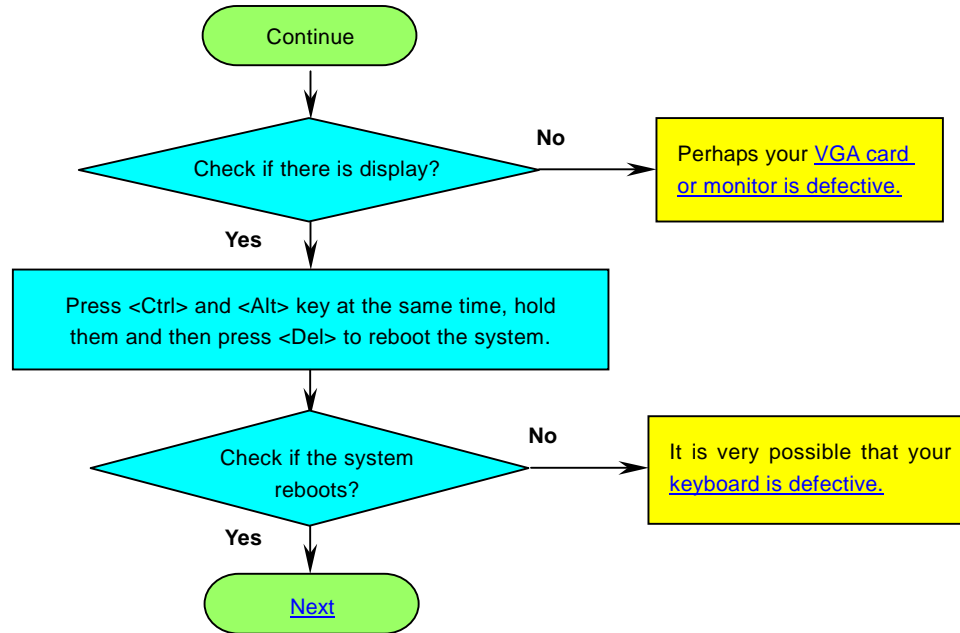 Continue
Check if there is display?
No
Perhaps your VGA card
or monitor is defective.
Yes
Press <Ctrl> and <Alt> key at the same time, hold
them and then press <Del> to reboot the system.
Check if the system
reboots?
No
It is very possible that your
keyboard is defective.
Yes
Next